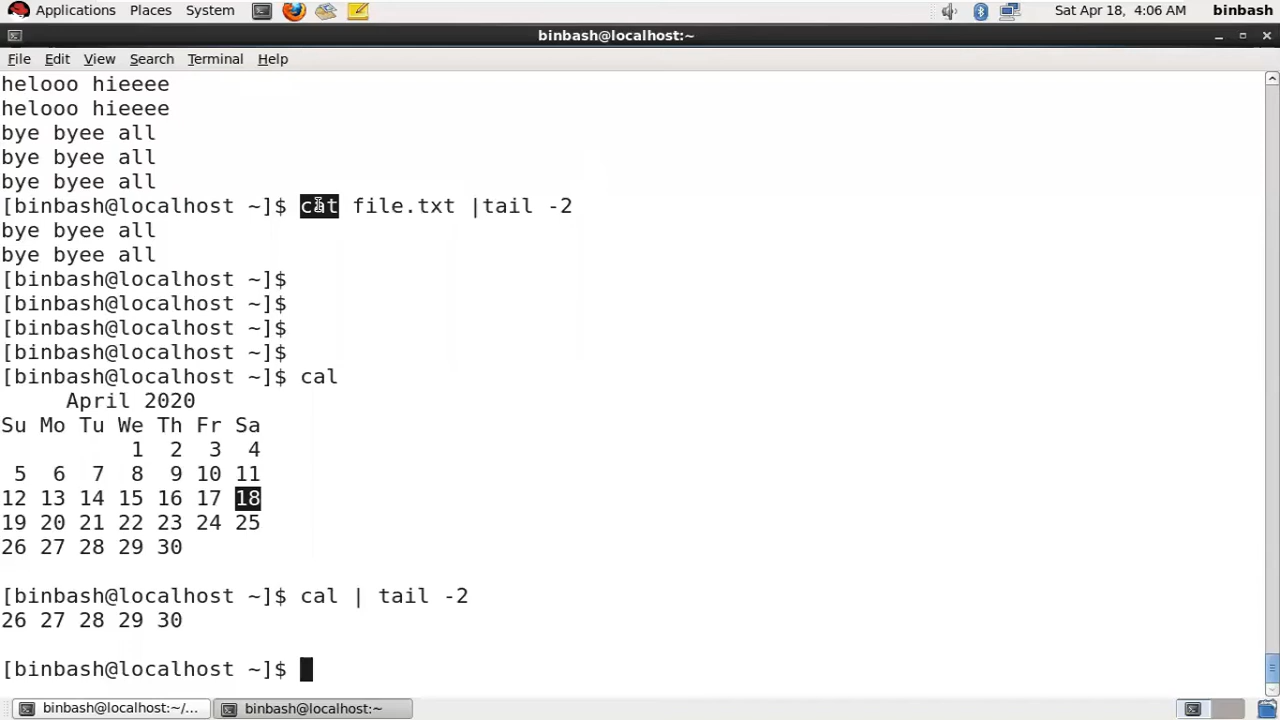 Applications Places System Sat Apr 18, 4:06 AM binbash
binbash@localhost:~
File Edit View Search Terminal Help
helooo hieeee
helooo hieeee
bye byee all
bye byee all
bye byee all
[binbash@localhost ~]$ cat file.txt |tail -2
bye byee all
bye byee all
[binbash@localhost ~]$
[binbash@localhost ~]$
[binbash@localhost ~]$
[binbash@localhost ~]$
[binbash@localhost ~]$ cal
     April 2020
Su Mo Tu We Th Fr Sa
          1  2  3  4
 5  6  7  8  9 10 11
12 13 14 15 16 17 18
19 20 21 22 23 24 25
26 27 28 29 30
[binbash@localhost ~]$ cal | tail -2
26 27 28 29 30
[binbash@localhost ~]$
binbash@localhost:~/... binbash@localhost:~